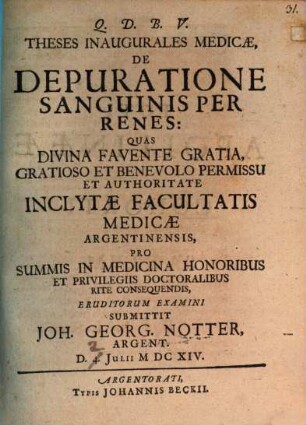 31.
Q. D. B. V.
THESES INAUGURALES MEDICÆ,
DE
DEPURATIONE
SANGUINIS PER
RENES:
QUAS
DIVINA FAVENTE GRATIA,
GRATIOSO ET BENEVOLO PERMISSU
ET AUTHORITATE
INCLYTÆ FACULTATIS
MEDICÆ
ARGENTINENSIS,
PRO
SUMMIS IN MEDICINA HONORIBUS
ET PRIVILEGIIS DOCTORALIBUS
RITE CONSEQUENDIS,
ERUDITORUM EXAMINI
SUBMITTIT
JOH. GEORG. NOTTER,
ARGENT.
D. 4. JULII M DC XIV.
ARGENTORATI,
TYPIS JOHANNIS BECKII.